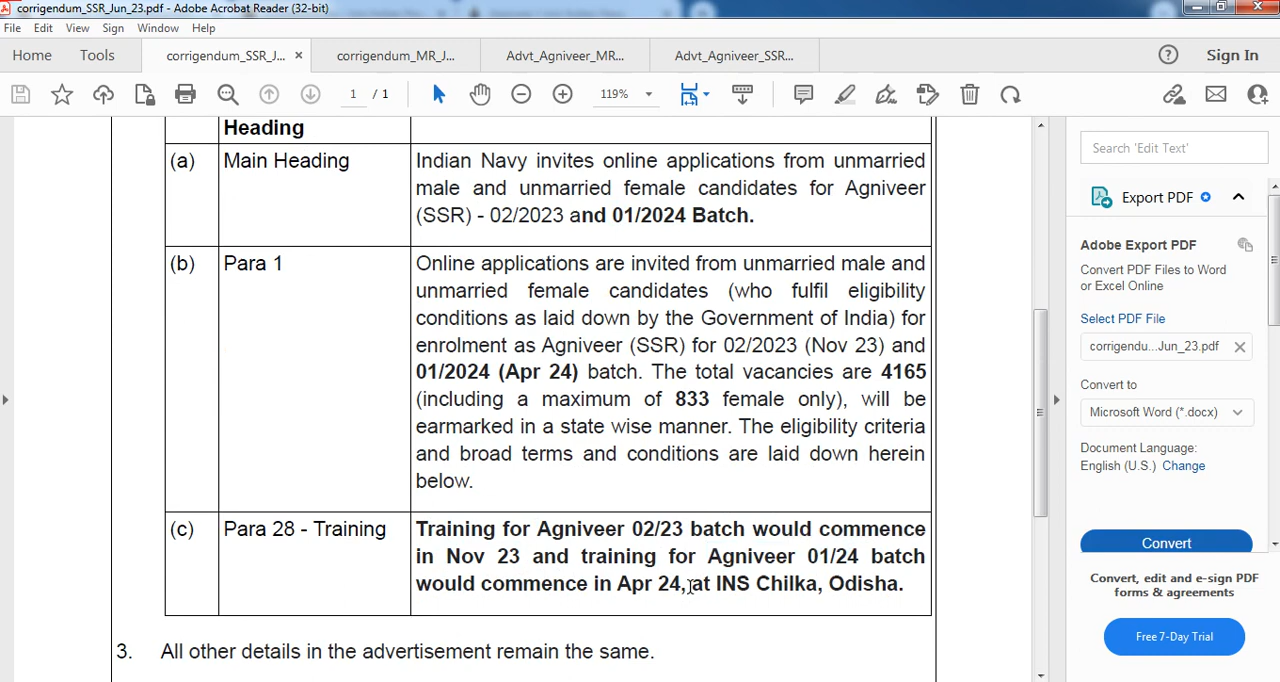 corrigendum_SSR_Jun_23.pdf - Adobe Acrobat Reader (32-bit)
File Edit View Sign Window Help
Home Tools corrigendum_SSR_J... × corrigendum_MR_J... Advt_Agniveer_MR... Advt_Agniveer_SSR... ? Sign In
1 / 1 119%
Heading
(a) Main Heading Indian Navy invites online applications from unmarried
male and unmarried female candidates for Agniveer
(SSR) - 02/2023 and 01/2024 Batch.
(b) Para 1 Online applications are invited from unmarried male and
unmarried female candidates (who fulfil eligibility
conditions as laid down by the Government of India) for
enrolment as Agniveer (SSR) for 02/2023 (Nov 23) and
01/2024 (Apr 24) batch. The total vacancies are 4165
(including a maximum of 833 female only), will be
earmarked in a state wise manner. The eligibility criteria
and broad terms and conditions are laid down herein
below.
(c) Para 28 - Training Training for Agniveer 02/23 batch would commence
in Nov 23 and training for Agniveer 01/24 batch
would commence in Apr 24, at INS Chilka, Odisha.
3. All other details in the advertisement remain the same.
Search 'Edit Text'
Export PDF
Adobe Export PDF
Convert PDF Files to Word
or Excel Online
Select PDF File
corrigendu...Jun_23.pdf
Convert to
Microsoft Word (*.docx)
Document Language:
English (U.S.) Change
Convert
Convert, edit and e-sign PDF
forms & agreements
Free 7-Day Trial